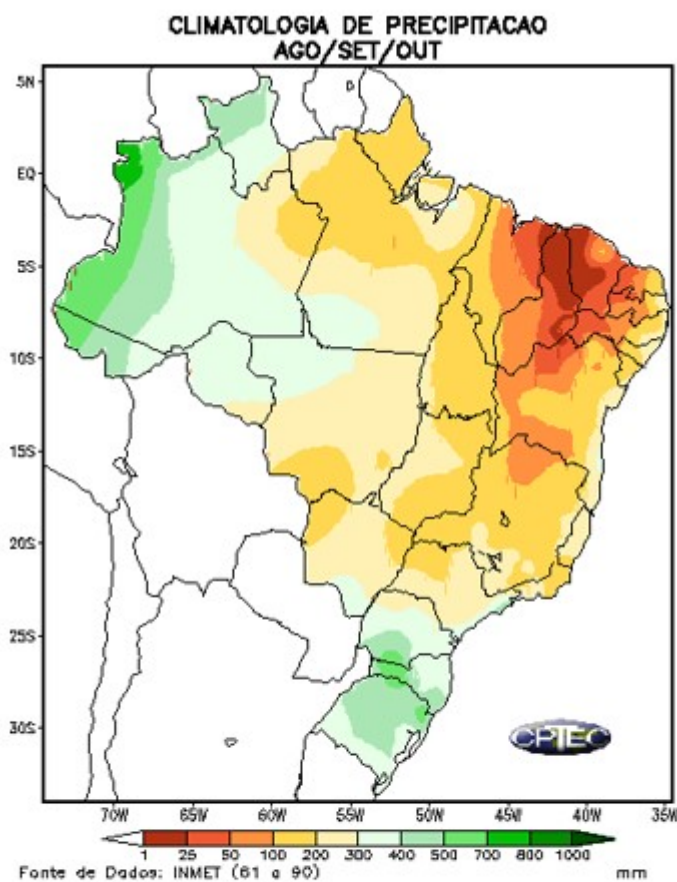 CLIMATOLOGIA DE PRECIPITACAO
AGO/SET/OUT
5N
EQ
5S
10S
15S
20S
25S
30S
CPTEC
70W 65W 60W 55W 50W 45W 40W 35W
1 25 50 100 200 300 400 500 700 800 1000
Fonte de Dados: INMET (61 a 90) mm